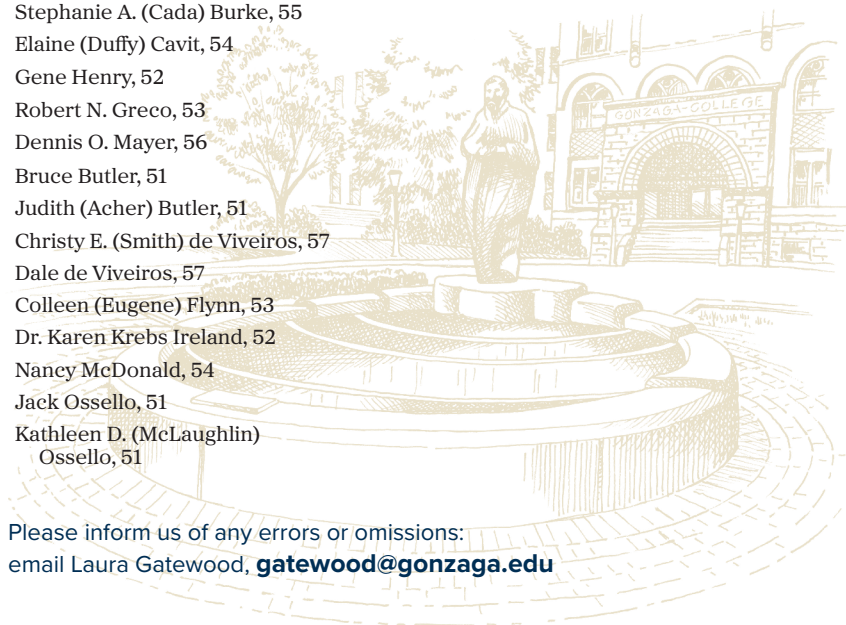 Stephanie A. (Cada) Burke, 55
Elaine (Duffy) Cavit, 54
Gene Henry, 52
Robert N. Greco, 53
Dennis O. Mayer, 56
Bruce Butler, 51
Judith (Acher) Butler, 51
Christy E. (Smith) de Viveiros, 57
Dale de Viveiros, 57
Colleen (Eugene) Flynn, 53
Dr. Karen Krebs Ireland, 52
Nancy McDonald, 54
Jack Ossello, 51
Kathleen D. (McLaughlin)
Ossello, 51
GONZAGA-COLLEGE
Please inform us of any errors or omissions:
email Laura Gatewood, gatewood@gonzaga.edu